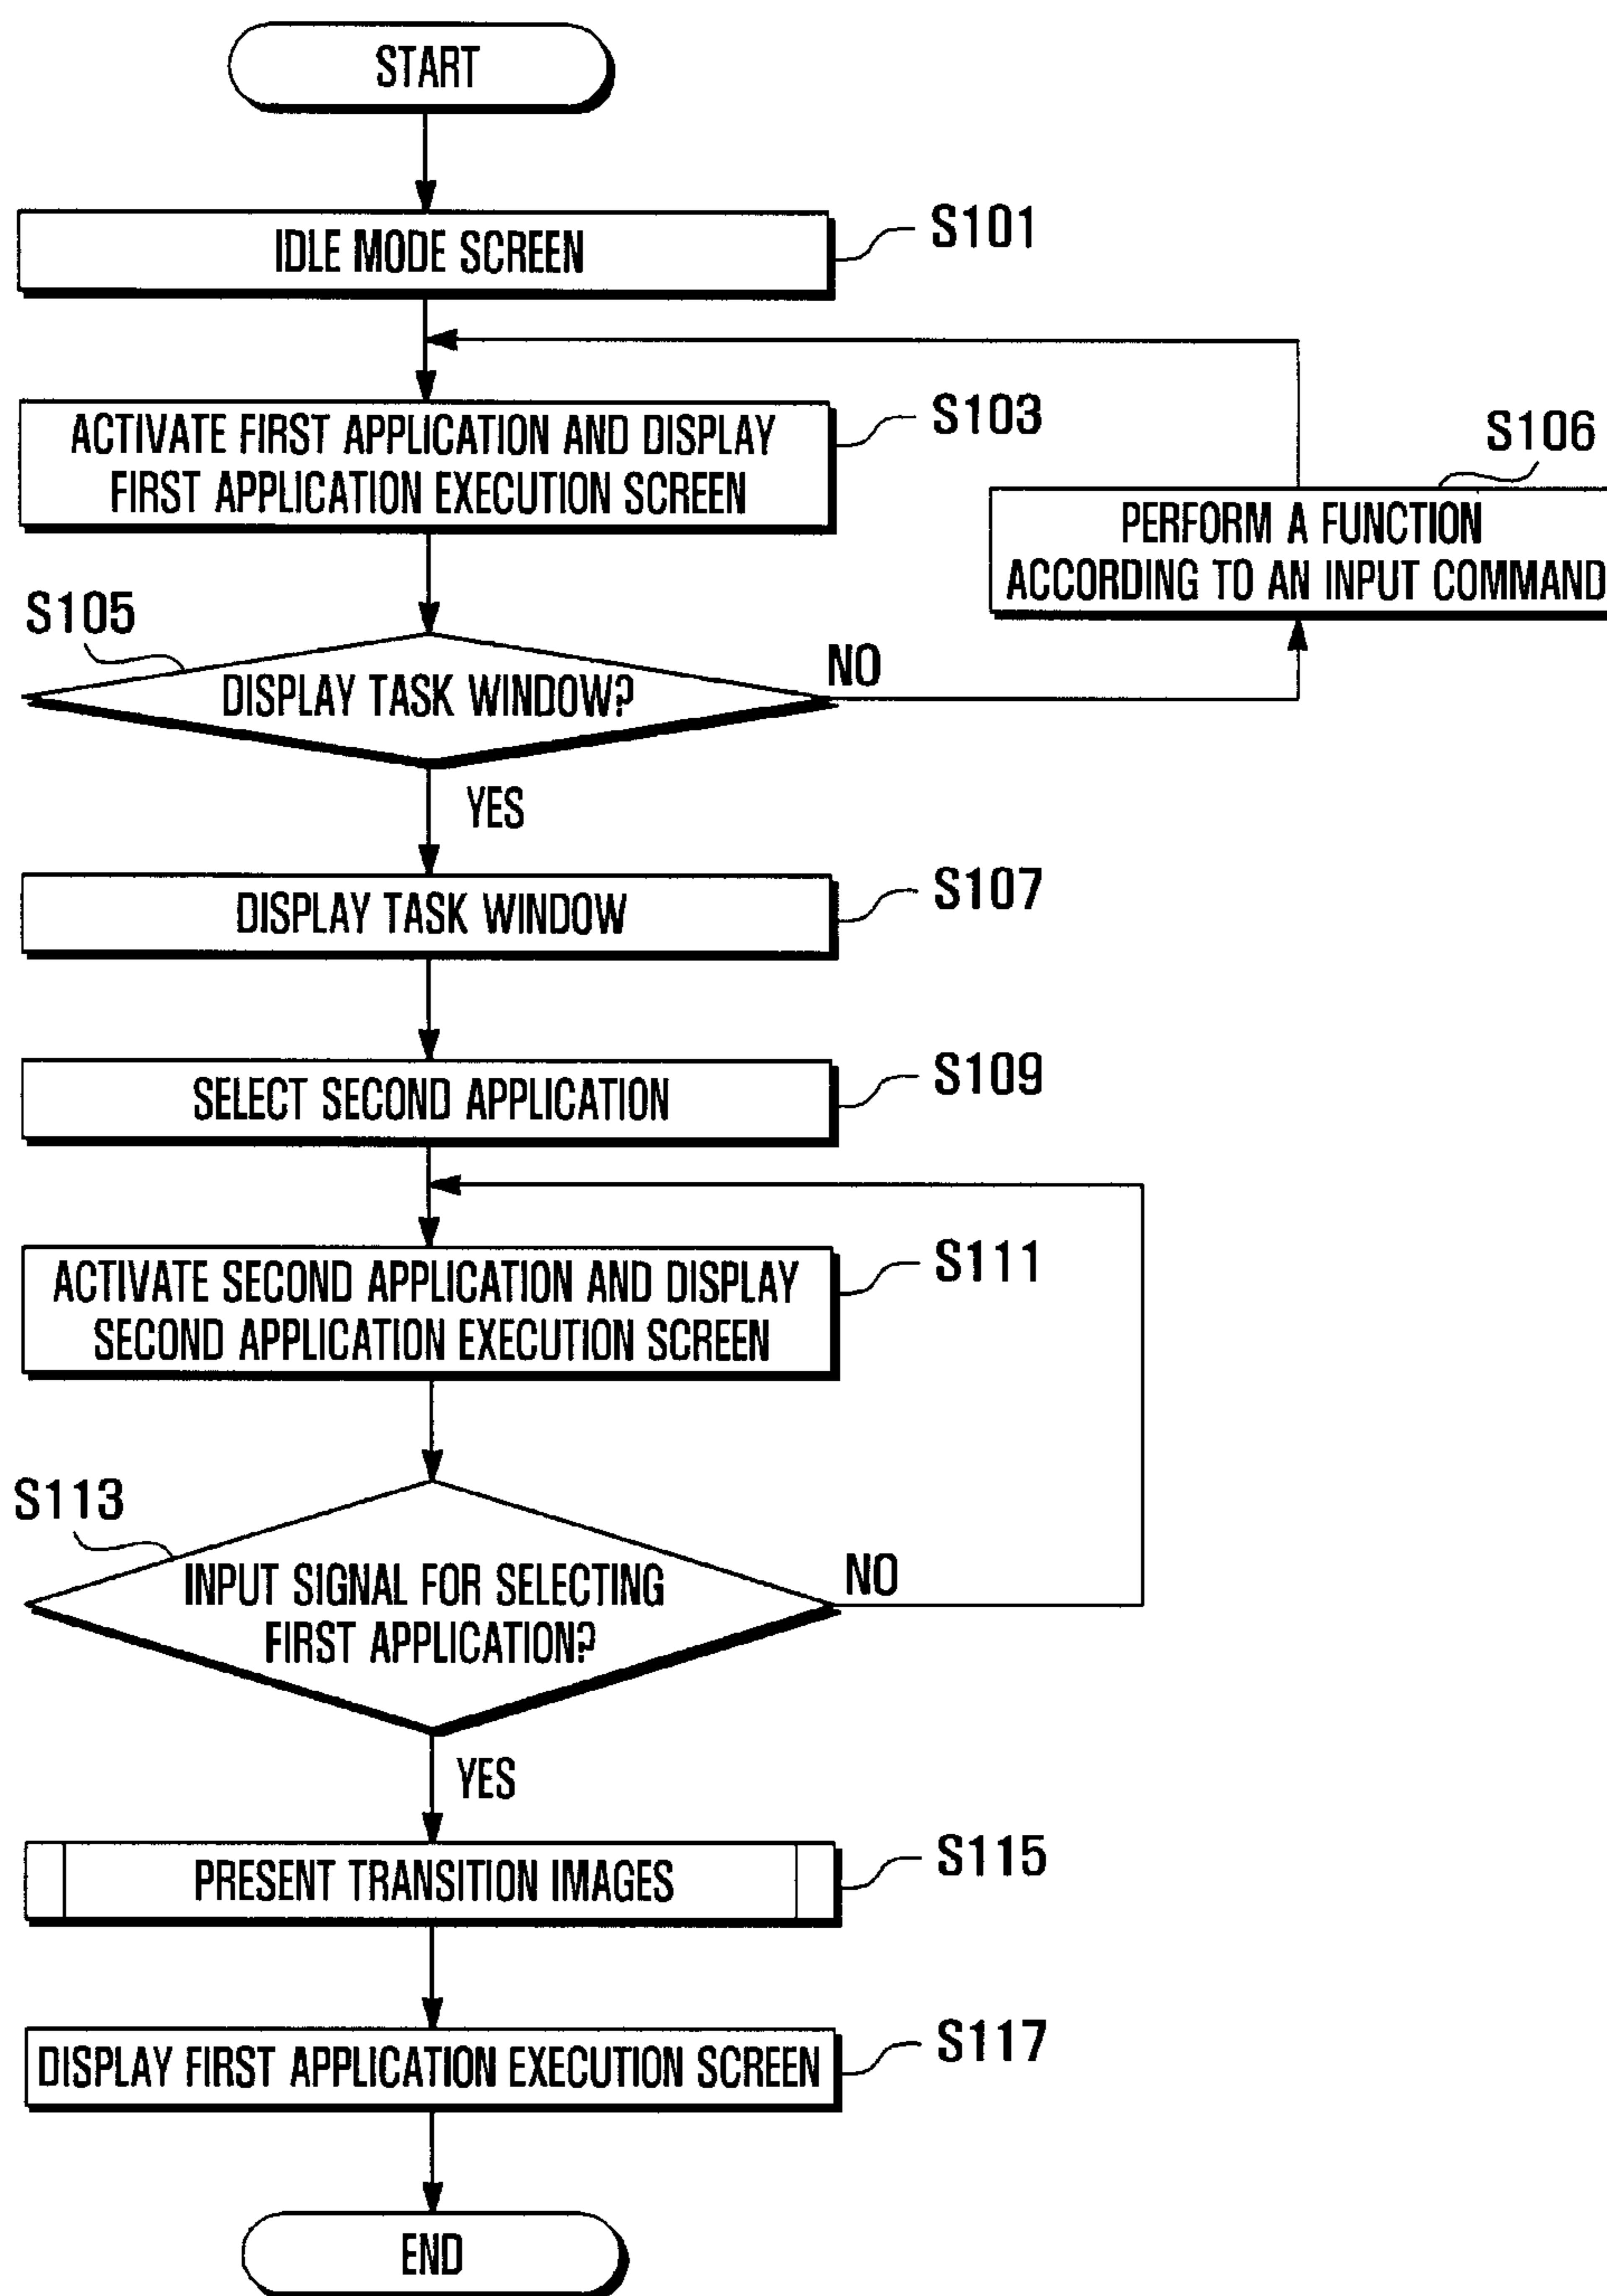 START
IDLE MODE SCREEN
S101
ACTIVATE FIRST APPLICATION AND DISPLAY
FIRST APPLICATION EXECUTION SCREEN
S103
S106
PERFORM A FUNCTION
ACCORDING TO AN INPUT COMMAND
S105
DISPLAY TASK WINDOW?
NO
YES
DISPLAY TASK WINDOW
S107
SELECT SECOND APPLICATION
S109
ACTIVATE SECOND APPLICATION AND DISPLAY
SECOND APPLICATION EXECUTION SCREEN
S111
S113
INPUT SIGNAL FOR SELECTING
FIRST APPLICATION?
NO
YES
PRESENT TRANSITION IMAGES
S115
DISPLAY FIRST APPLICATION EXECUTION SCREEN
S117
END